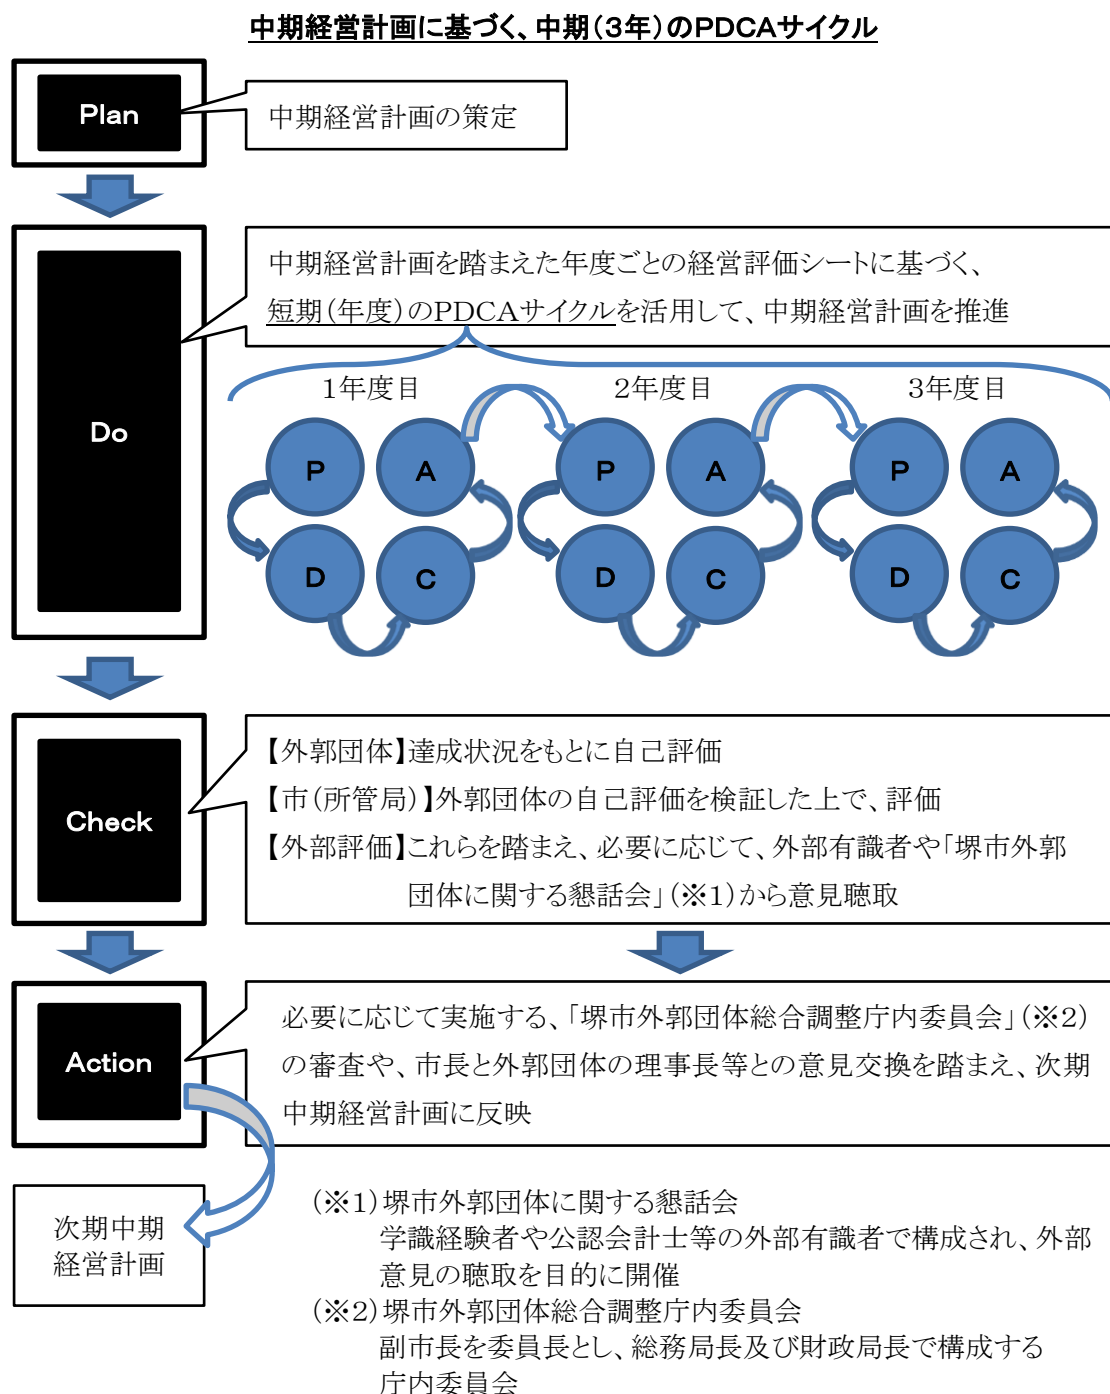 中期経営計画に基づく、中期(3年)のPDCAサイクル
Plan
中期経営計画の策定
Do
中期経営計画を踏まえた年度ごとの経営評価シートに基づく、
短期(年度)のPDCAサイクルを活用して、中期経営計画を推進
1年度目
2年度目
3年度目
P
A
P
A
P
A
D
C
D
C
D
C
Check
【外郭団体】達成状況をもとに自己評価
【市(所管局)】外郭団体の自己評価を検証した上で、評価
【外部評価】これらを踏まえ、必要に応じて、外部有識者や「堺市外郭
団体に関する懇話会」(※1)から意見聴取
Action
必要に応じて実施する、「堺市外郭団体総合調整庁内委員会」(※2)
の審査や、市長と外郭団体の理事長等との意見交換を踏まえ、次期
中期経営計画に反映
次期中期
経営計画
(※1)堺市外郭団体に関する懇話会
学識経験者や公認会計士等の外部有識者で構成され、外部
意見の聴取を目的に開催
(※2)堺市外郭団体総合調整庁内委員会
副市長を委員長とし、総務局長及び財政局長で構成する
庁内委員会